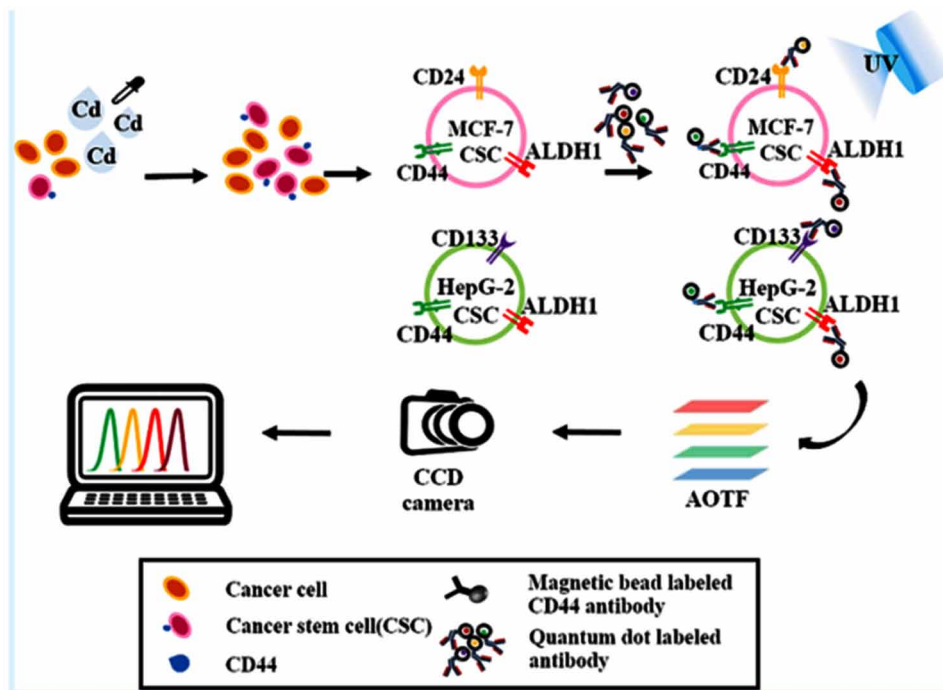 Cd
Cd
Cd
CD24
MCF-7
CSC
CD44
ALDH1
CD24
MCF-7
CSC
CD44
ALDH1
UV
CD133
HepG-2
CSC
CD44
ALDH1
CD133
HepG-2
CSC
CD44
ALDH1
CCD
camera
AOTF
Cancer cell
Cancer stem cell(CSC)
CD44
Magnetic bead labeled
CD44 antibody
Quantum dot labeled
antibody